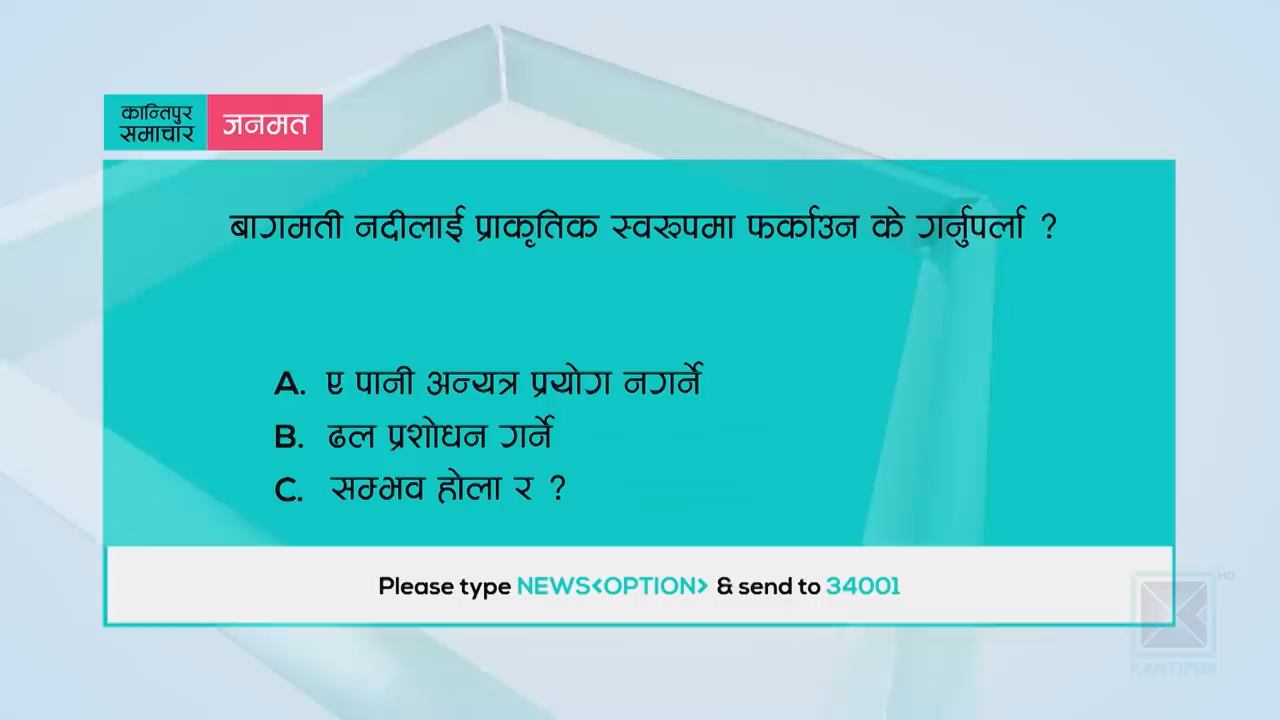 कान्तिपुर
समाचार
जनमत
बागमती नदीलाई प्राकृतिक स्वरुपमा फर्काउन के गर्नुपर्ला ?
A. ए पानी अन्यत्र प्रयोग नगर्ने
B. ढल प्रशोधन गर्ने
C. सम्भव होला र ?
Please type NEWS<OPTION> & send to 34001
HD
KANTIPUR